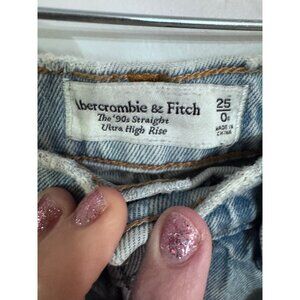 Abercrombie & Fitch
The '90s Straight
Ultra High Rise
25
0S
MADE IN
CHINA